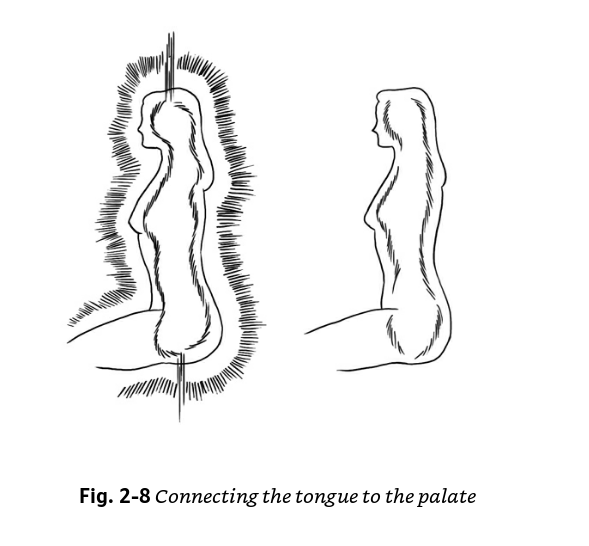 Fig. 2-8 Connecting the tongue to the palate